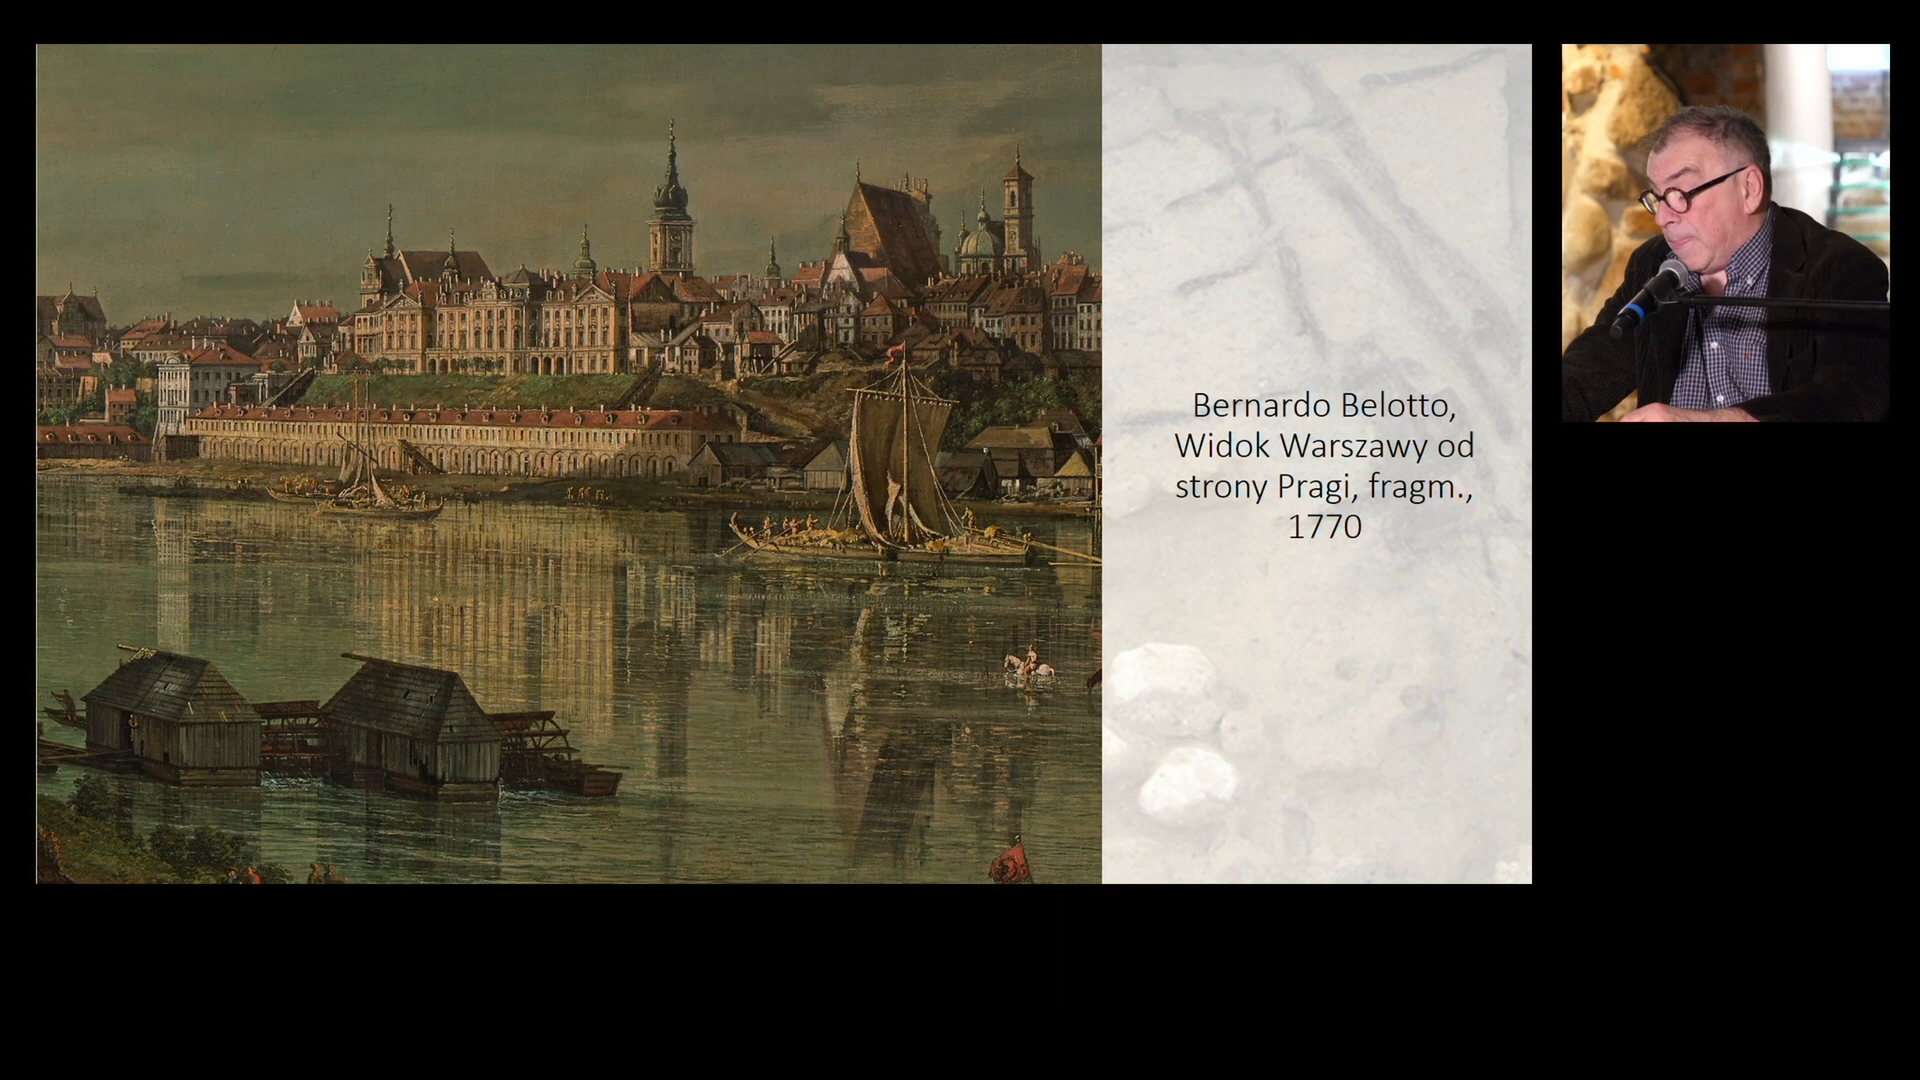 Bernardo Belotto,
Widok Warszawy od
strony Pragi, fragm.,
1770